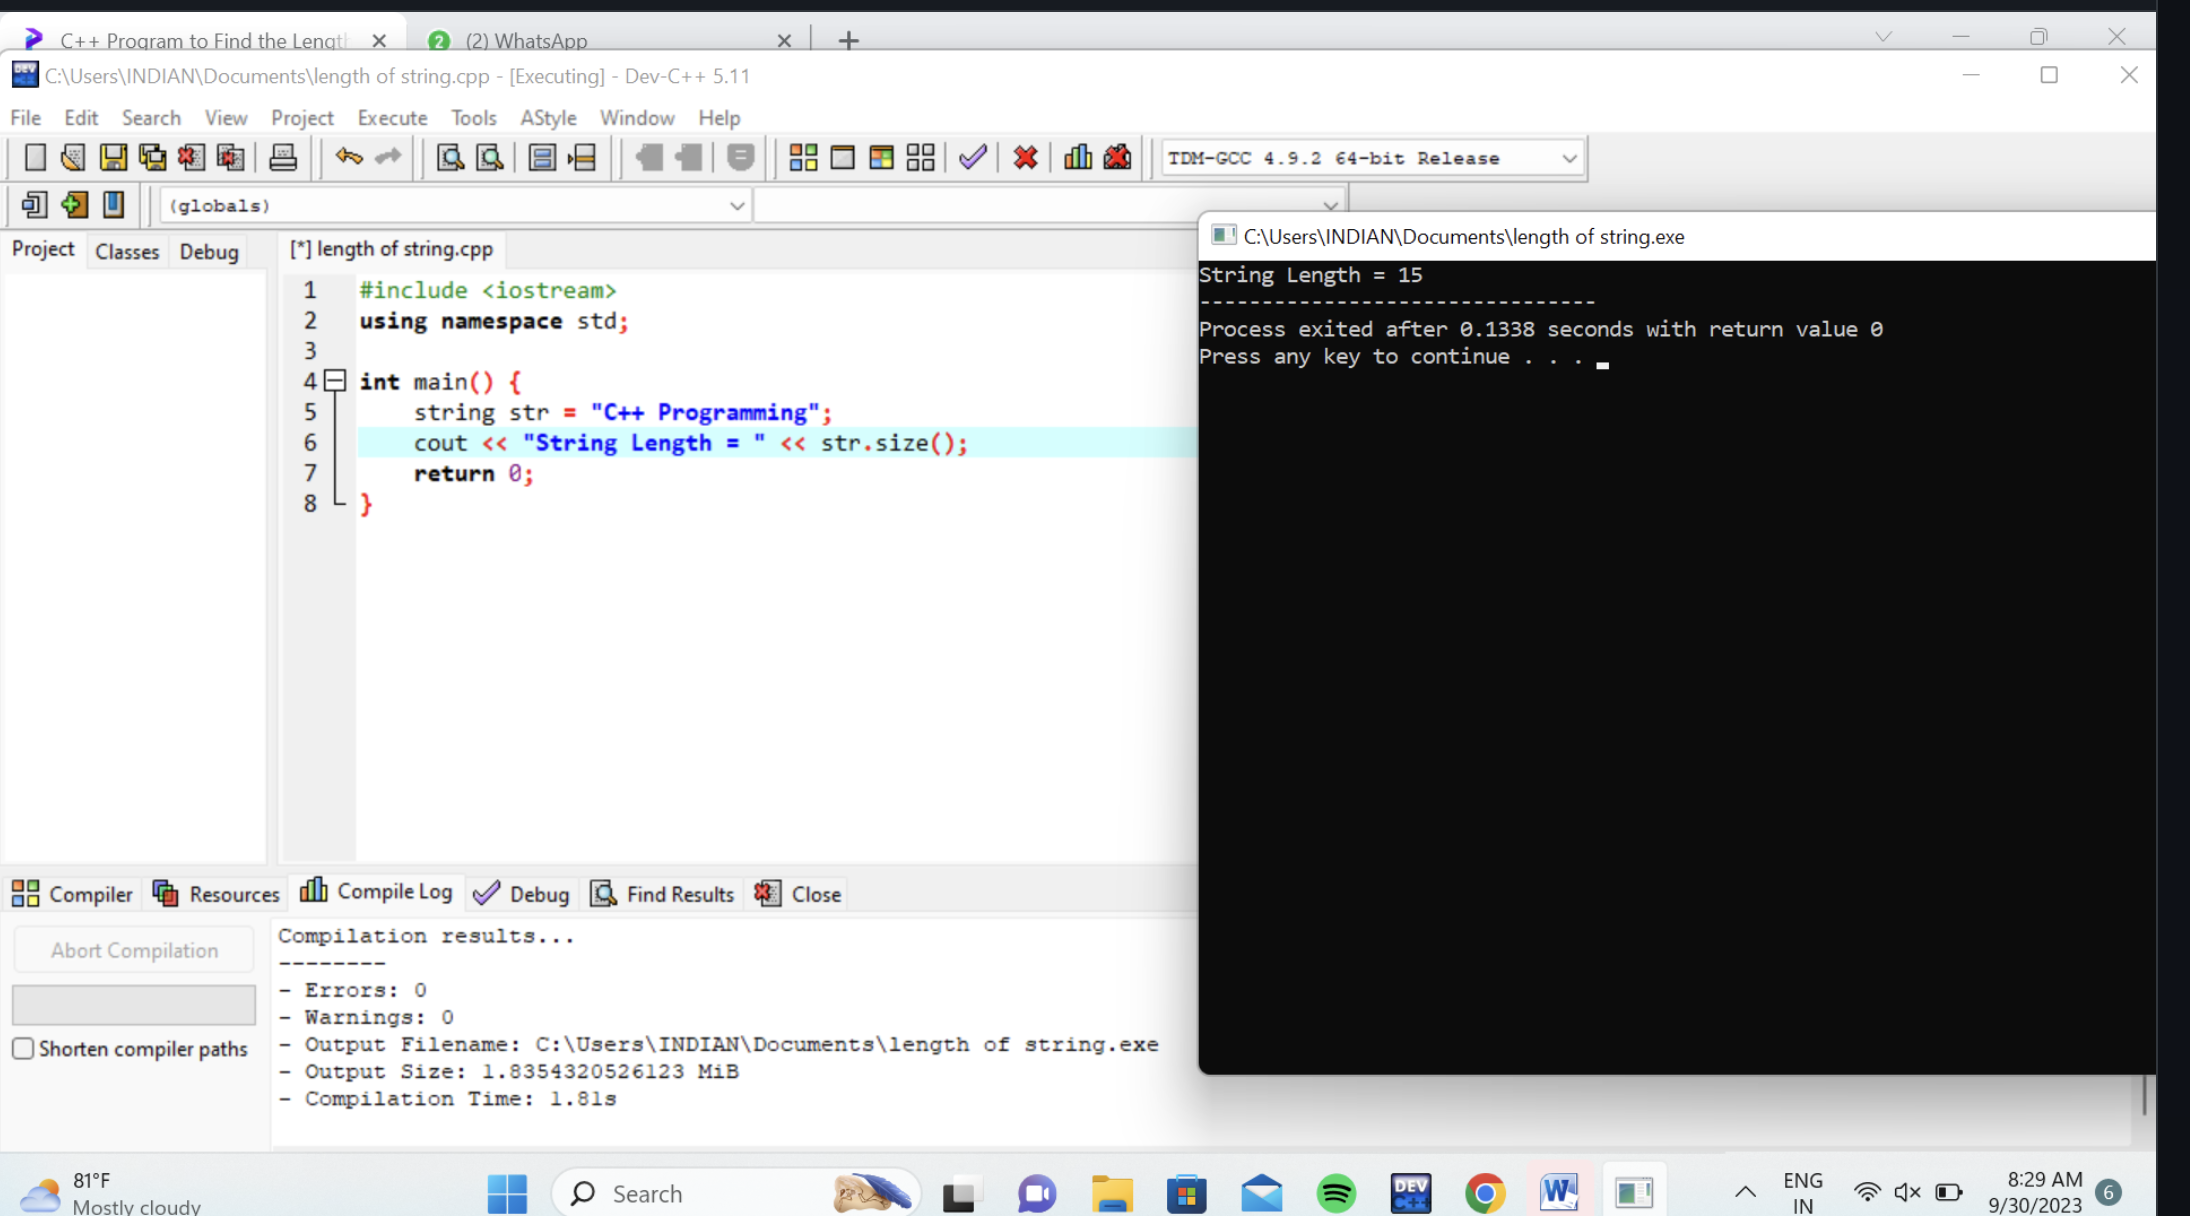 C++ Program to Find the Lengt
2 (2) WhatsApp
DEV C:\Users\INDIAN\Documents\length of string.cpp - [Executing] - Dev-C++ 5.11
File Edit Search View Project Execute Tools AStyle Window Help
TDM-GCC 4.9.2 64-bit Release
(globals)
Project Classes Debug
[*] length of string.cpp
1 #include <iostream>
2 using namespace std;
3
4 int main() {
5 string str = "C++ Programming";
6 cout << "String Length = " << str.size();
7 return 0;
8 }
C:\Users\INDIAN\Documents\length of string.exe
String Length = 15
--------------------------------
Process exited after 0.1338 seconds with return value 0
Press any key to continue . . .
Compiler Resources Compile Log Debug Find Results Close
Abort Compilation
Shorten compiler paths
Compilation results...
--------
- Errors: 0
- Warnings: 0
- Output Filename: C:\Users\INDIAN\Documents\length of string.exe
- Output Size: 1.8354320526123 MiB
- Compilation Time: 1.81s
81°F
Mostly cloudy
Search
DEV
C++
W
ENG
IN
8:29 AM
9/30/2023
6